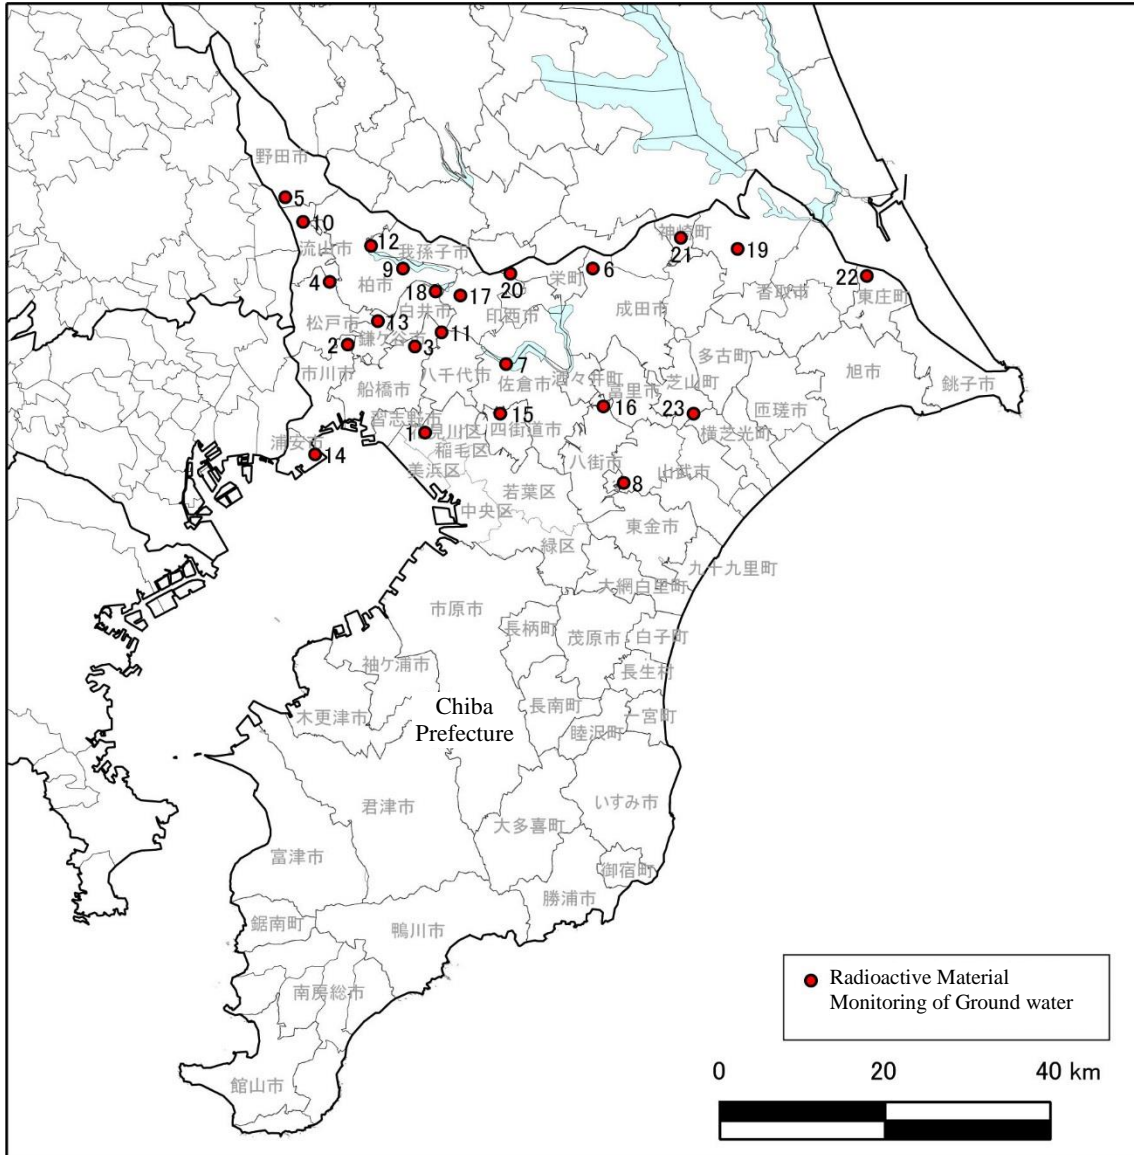 野田市
5
10
流山市
12
我孫子市
神崎町
21
19
9
20
栄町
6
4
柏市
18
17
印西市
成田市
香取市
22
東庄町
白井市
松戸市
13
鎌ケ谷市
11
2
3
市川市
船橋市
八千代市
7
佐倉市
酒々井町
富里市
16
多古町
芝山町
23
旭市
匝瑳市
銚子市
習志野市
15
四街道市
横芝光町
浦安市
14
1
花見川区
稲毛区
美浜区
八街市
8
山武市
若葉区
中央区
東金市
緑区
九十九里町
大網白里町
市原市
長柄町
茂原市
白子町
長生村
袖ケ浦市
Chiba
Prefecture
長南町
一宮町
木更津市
睦沢町
君津市
いすみ市
大多喜町
富津市
御宿町
勝浦市
鋸南町
鴨川市
南房総市
館山市
Radioactive Material
Monitoring of Ground water
0 20 40 km